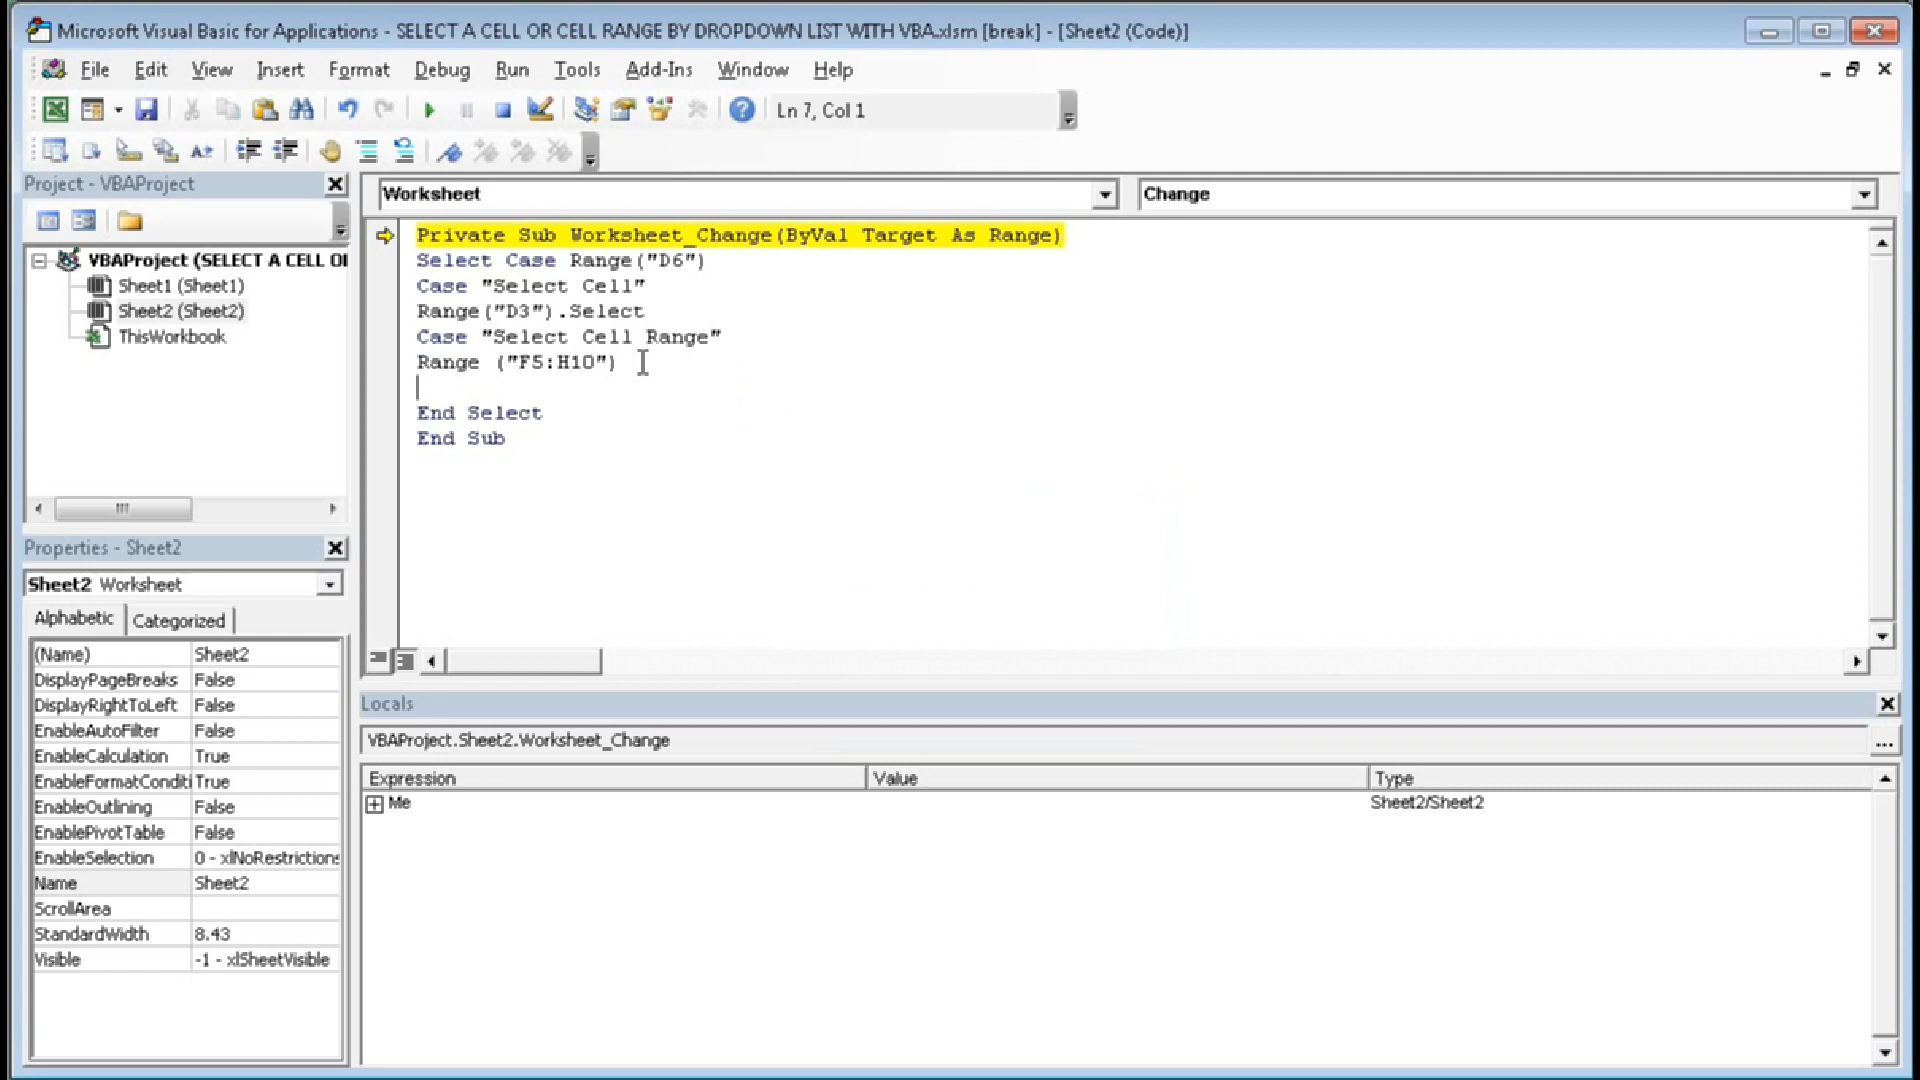 Microsoft Visual Basic for Applications - SELECT A CELL OR CELL RANGE BY DROPDOWN LIST WITH VBA.xlsm [break] - [Sheet2 (Code)]
File Edit View Insert Format Debug Run Tools Add-Ins Window Help
Ln 7, Col 1
Project - VBAProject
VBAProject (SELECT A CELL OI
Sheet1 (Sheet1)
Sheet2 (Sheet2)
ThisWorkbook
Worksheet
Change
Private Sub Worksheet_Change(ByVal Target As Range)
Select Case Range("D6")
Case "Select Cell"
Range("D3").Select
Case "Select Cell Range"
Range ("F5:H10")
End Select
End Sub
Properties - Sheet2
Sheet2 Worksheet
Alphabetic Categorized
(Name) Sheet2
DisplayPageBreaks False
DisplayRightToLeft False
EnableAutoFilter False
EnableCalculation True
EnableFormatConditi True
EnableOutlining False
EnablePivotTable False
EnableSelection 0 - xlNoRestrictions
Name Sheet2
ScrollArea
StandardWidth 8.43
Visible -1 - xlSheetVisible
Locals
VBAProject.Sheet2.Worksheet_Change
...
Expression Value Type
Me Sheet2/Sheet2